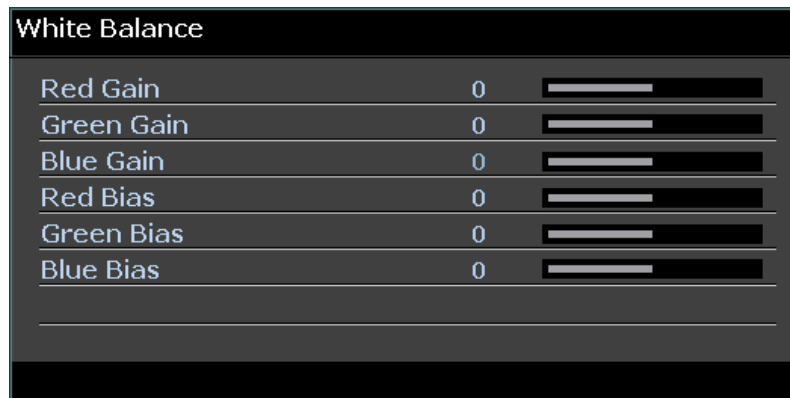 White Balance
Red Gain 0
Green Gain 0
Blue Gain 0
Red Bias 0
Green Bias 0
Blue Bias 0